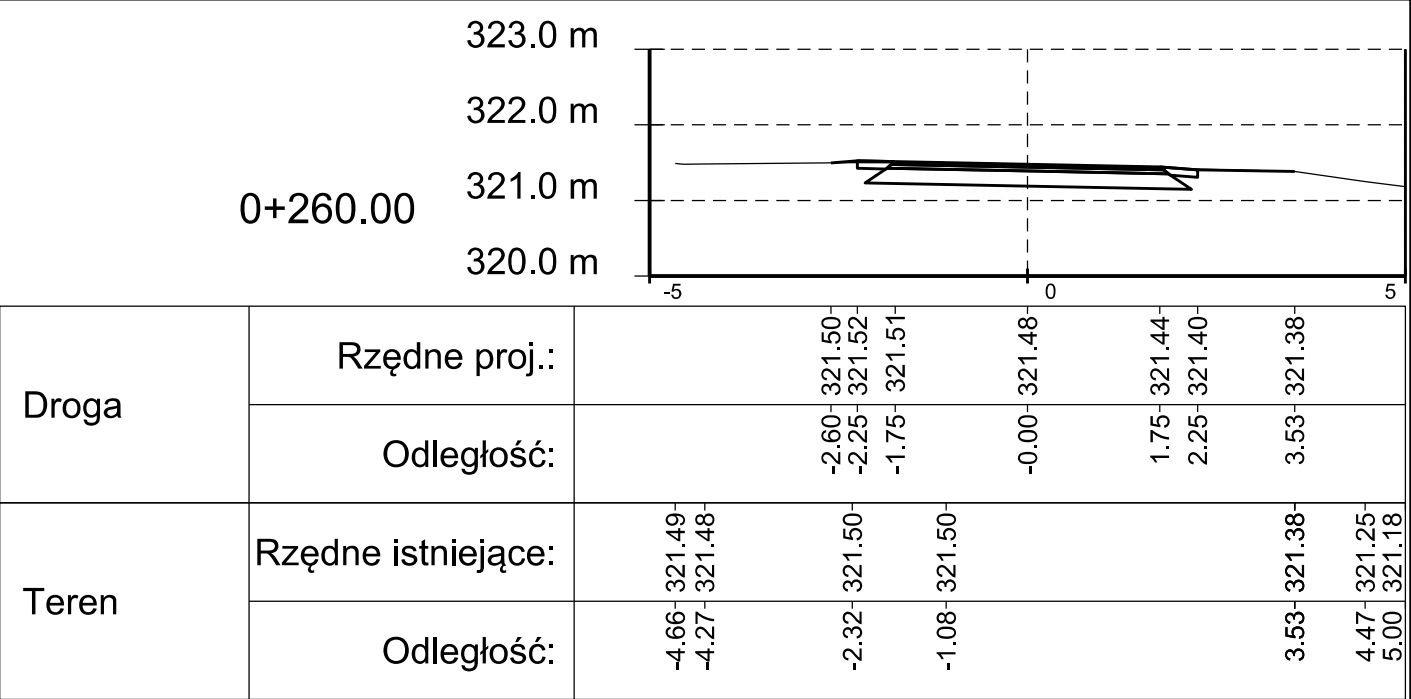 323.0 m
322.0 m
321.0 m
0+260.00
320.0 m
-5 0 5
Droga
Rzędne proj.: 321.50 321.52 321.51 321.48 321.44 321.40 321.38
Odległość: -2.60 -2.25 -1.75 -0.00 1.75 2.25 3.53
Teren
Rzędne istniejące: 321.49 321.48 321.50 321.50 321.38 321.25 321.18
Odległość: -4.66 -4.27 -2.32 -1.08 3.53 4.47 5.00